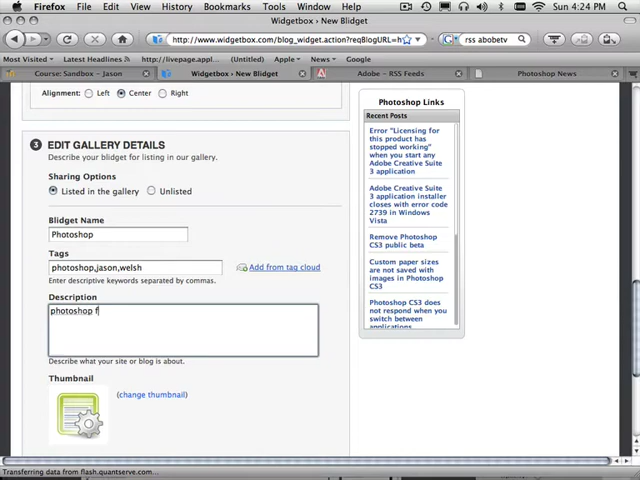 Firefox File Edit View History Bookmarks Tools Window Help Sun 4:24 PM
Widgetbox › New Blidget
http://www.widgetbox.com/blog_widget.action?reqBlogURL=h
rss abobetv
Most Visited Getting Started http://livepage.appl... (Untitled) Apple News Google
Course: Sandbox - Jason
Widgetbox › New Blidget
Adobe - RSS Feeds
Photoshop News
Alignment: Left Center Right
3 EDIT GALLERY DETAILS
Describe your blidget for listing in our gallery.
Sharing Options
Listed in the gallery Unlisted
Blidget Name
Photoshop
Tags
photoshop,jason,welsh
Add from tag cloud
Enter descriptive keywords separated by commas.
Description
photoshop f
Describe what your site or blog is about.
Thumbnail
(change thumbnail)
Photoshop Links
Recent Posts
Error "Licensing for
this product has
stopped working"
when you start any
Adobe Creative Suite
3 application
Adobe Creative Suite
3 application installer
closes with error code
2739 in Windows
Vista
Remove Photoshop
CS3 public beta
Custom paper sizes
are not saved with
images in Photoshop
CS3
Photoshop CS3 does
not respond when you
switch between
applications
Transferring data from flash.quantserve.com...